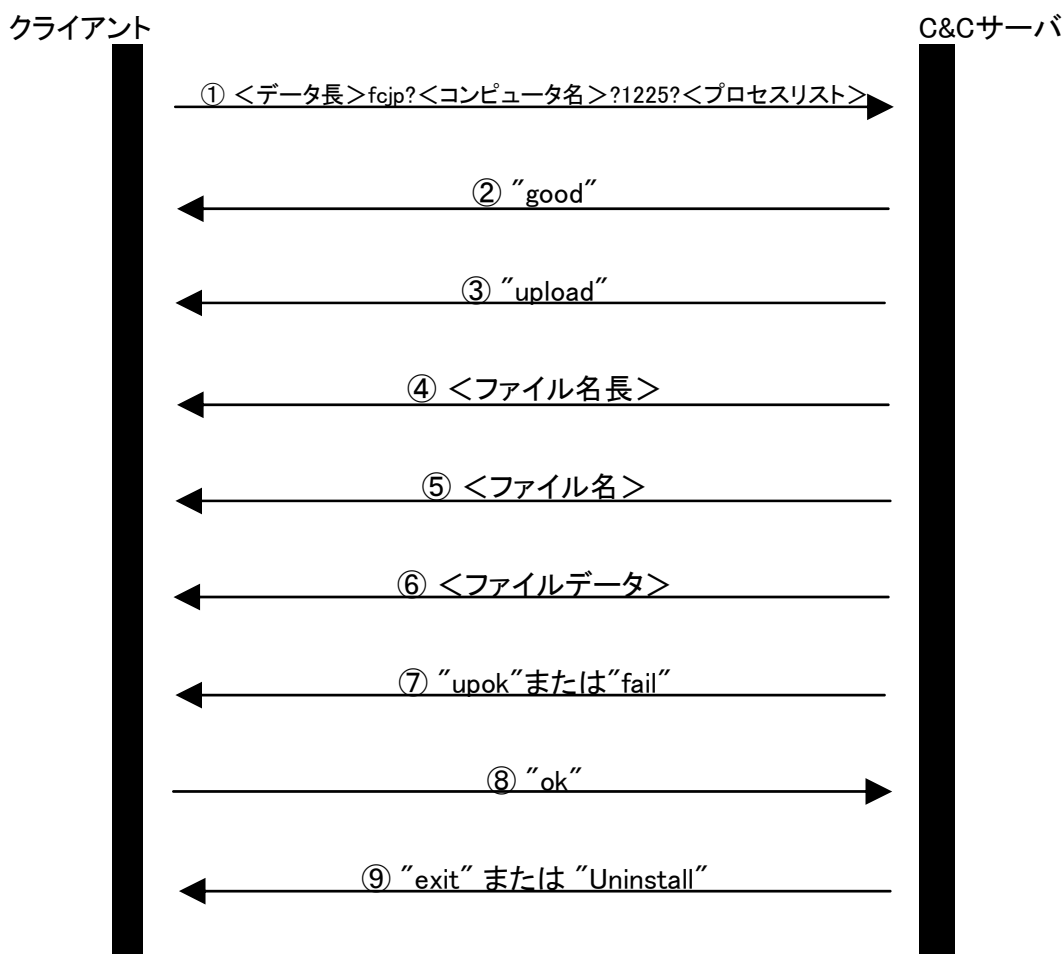 クライアント
C&Cサーバ
① <データ長>fcjp?<コンピュータ名>?1225?<プロセスリスト>
② "good"
③ "upload"
④ <ファイル名長>
⑤ <ファイル名>
⑥ <ファイルデータ>
⑦ "upok"または"fail"
⑧ "ok"
⑨ "exit" または "Uninstall"